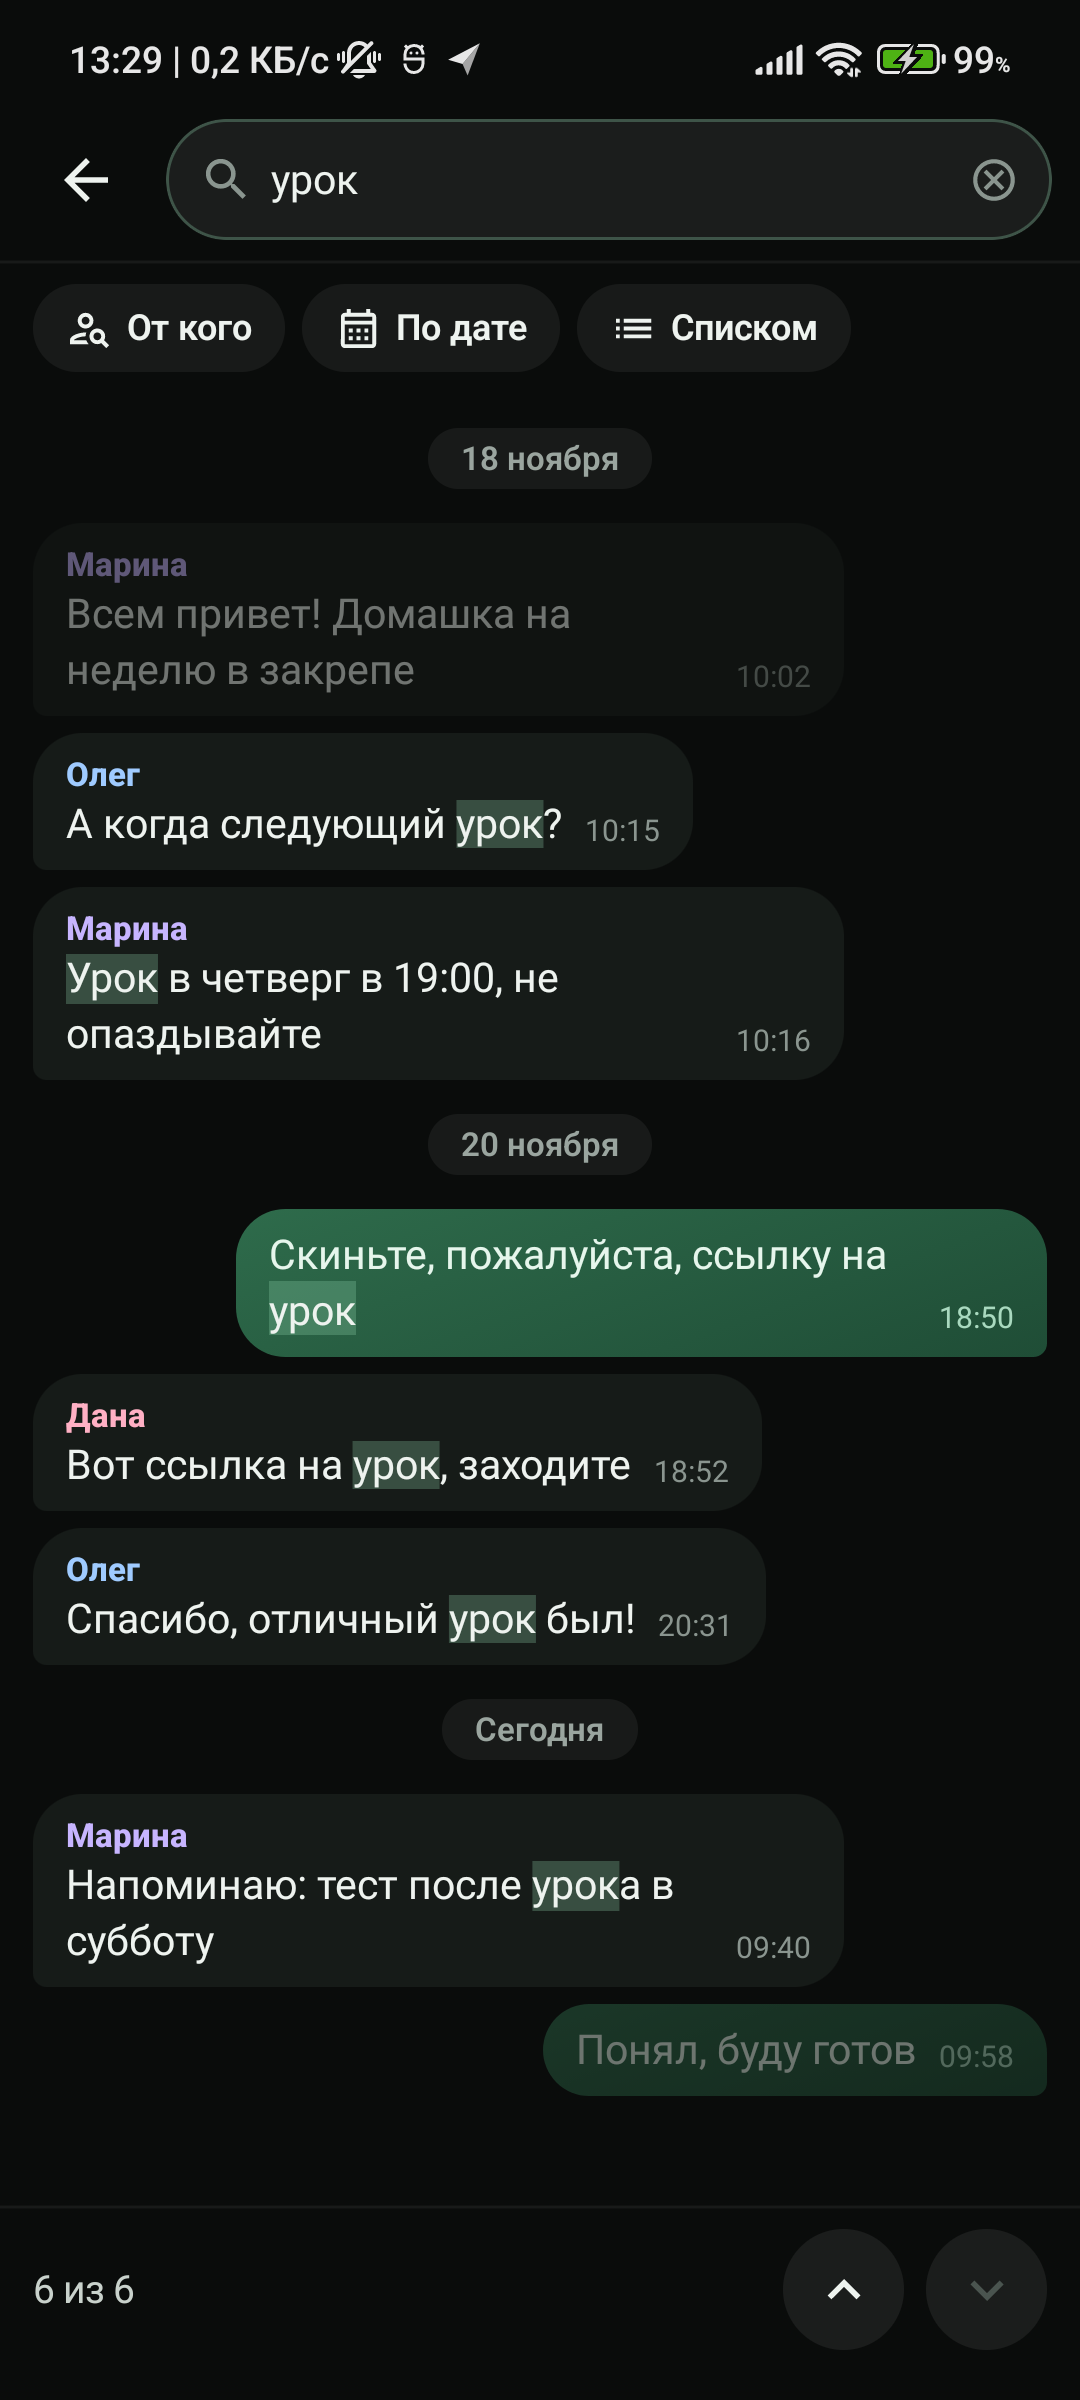 13:29 | 0,2 КБ/с 99%
урок
От кого По дате Списком
18 ноября
Марина
Всем привет! Домашка на
неделю в закрепе 10:02
Олег
А когда следующий урок? 10:15
Марина
Урок в четверг в 19:00, не
опаздывайте 10:16
20 ноября
Скиньте, пожалуйста, ссылку на
урок 18:50
Дана
Вот ссылка на урок, заходите 18:52
Олег
Спасибо, отличный урок был! 20:31
Сегодня
Марина
Напоминаю: тест после урока в
субботу 09:40
Понял, буду готов 09:58
6 из 6